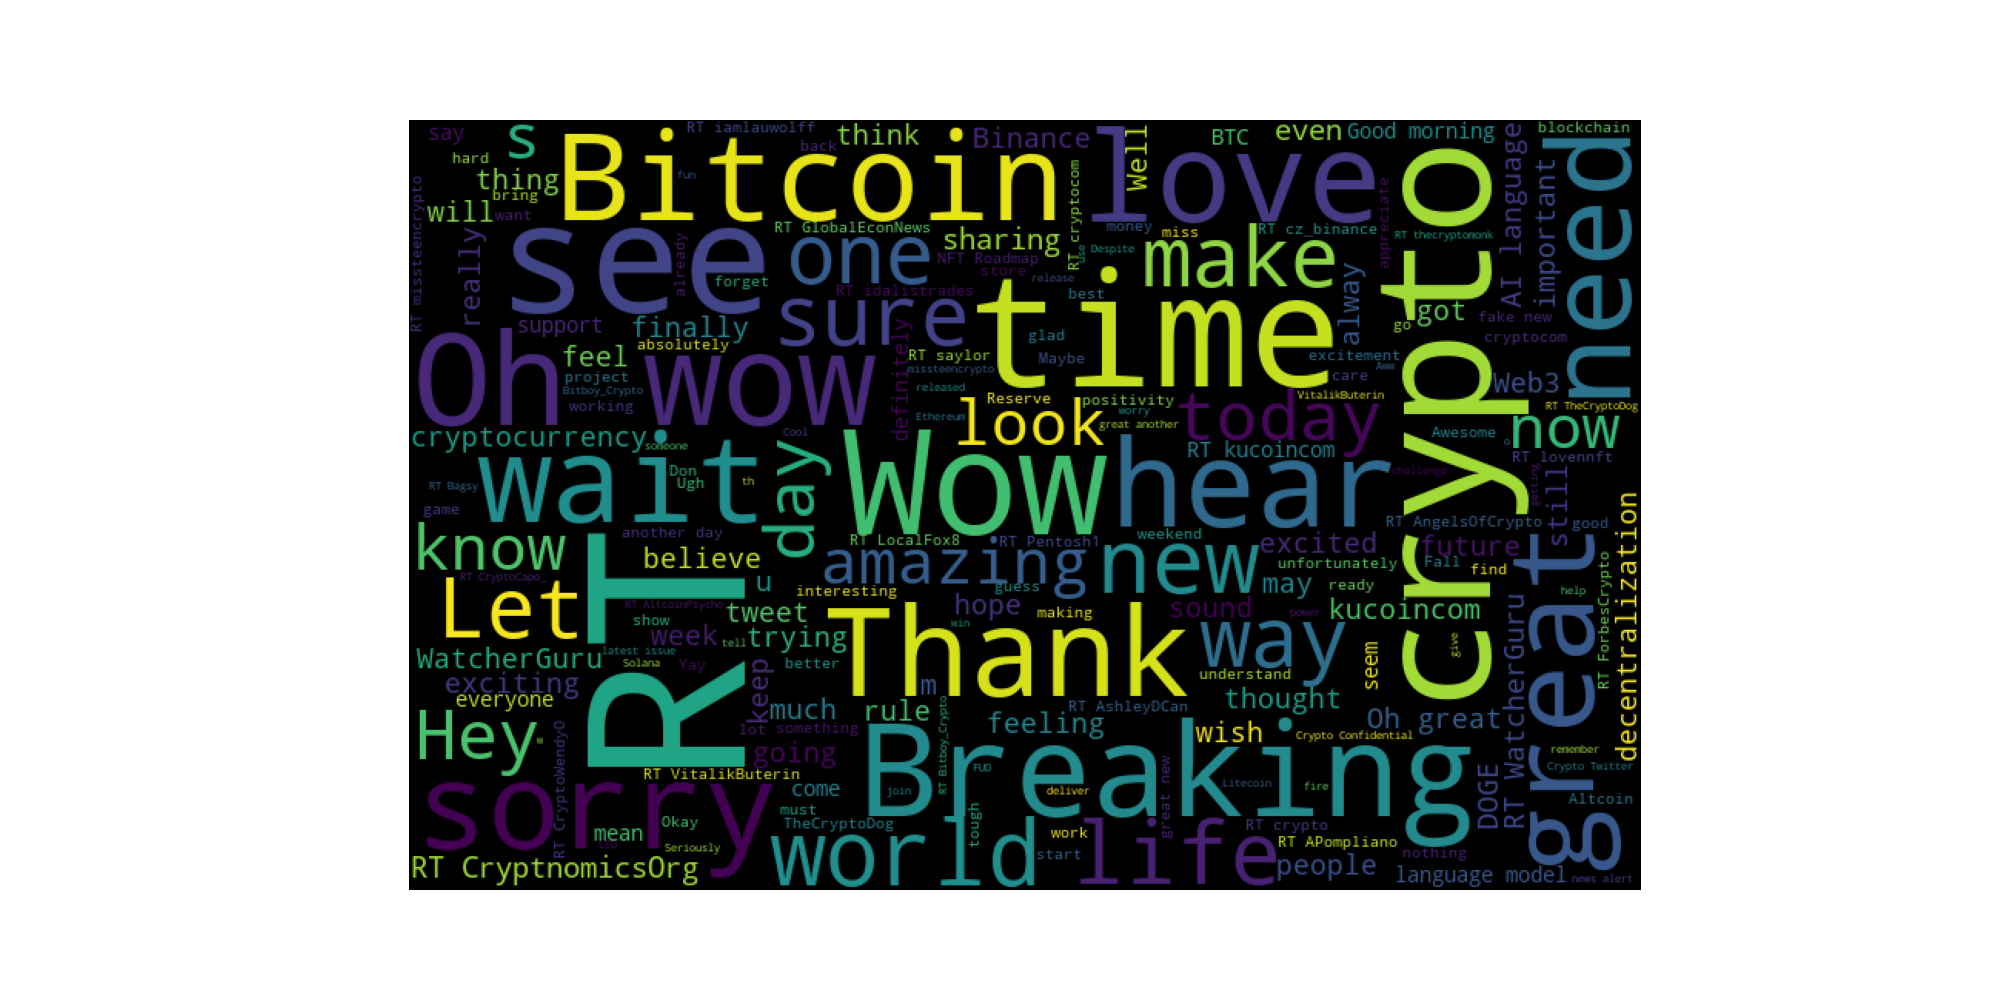 say
s
RT iamlauwolff
think
Binance
love
Well
BTC
even
Good morning
AI language
blockchain
need
hard
back
Bitcoin
thing
fun
RT cryptocom
crypto
important
bring
RT missteencrypto
will
want
appreciate
see
RT GlobalEconNews
money
miss
RT cz_binance
RT thecryptomonk
really
already
one
sharing
use
Despite
make
NFT Roadmap
store
release
forget
RT idalistrades
time
best
alway
got
fake new
support
finally
sure
go
cryptocom
Oh
absolutely
definitely
glad
feel
wow
RT saylor
Maybe
excitement
Aww
project
missteencrypto
care
Web3
Bitboy_Crypto
released
working
Reserve
positivity
VitalikButerin
RT TheCryptoDog
Ethereum
look
worry
today
great another
now
cryptocurrency
Cool
Awesome
o
someone
wait
day
Wow
hear
RT kucoincom
RT lovennft
Don
challenge
getting
still
RT Bagsy
Ugh
th
game
RT AngelsOfCrypto
good
decentralization
know
another day
RT LocalFox8
RT Pentosh1
weekend
excited
future
great
believe
amazing
new
unfortunately
Fall
find
RT ForbesCrypto
RT CryptoCapo_
RT
u
interesting
guess
may
ready
help
Let
RT AltcoinPsycho
tweet
hope
making
sound
power
kucoincom
RT WatcherGuru
show
week
tell
trying
Thank
win
way
give
WatcherGuru
latest issue
Solana
Yay
keep
better
seem
exciting
m
understand
everyone
much
rule
RT AshleyDCan
thought
Oh great
Hey
w
lot
something
feeling
wish
Crypto Confidential
RT CryptoWendyO
going
Breaking
RT Bitboy_Crypto
remember
RT VitalikButerin
FUD
great new
Litecoin
fire
DOGE
Crypto Twitter
sorry
come
join
deliver
Altcoin
must
tough
mean
Okay
TheCryptoDog
work
RT crypto
Seriously
world
start
life
RT APompliano
nothing
RT CryptnomicsOrg
people
language model
news alert